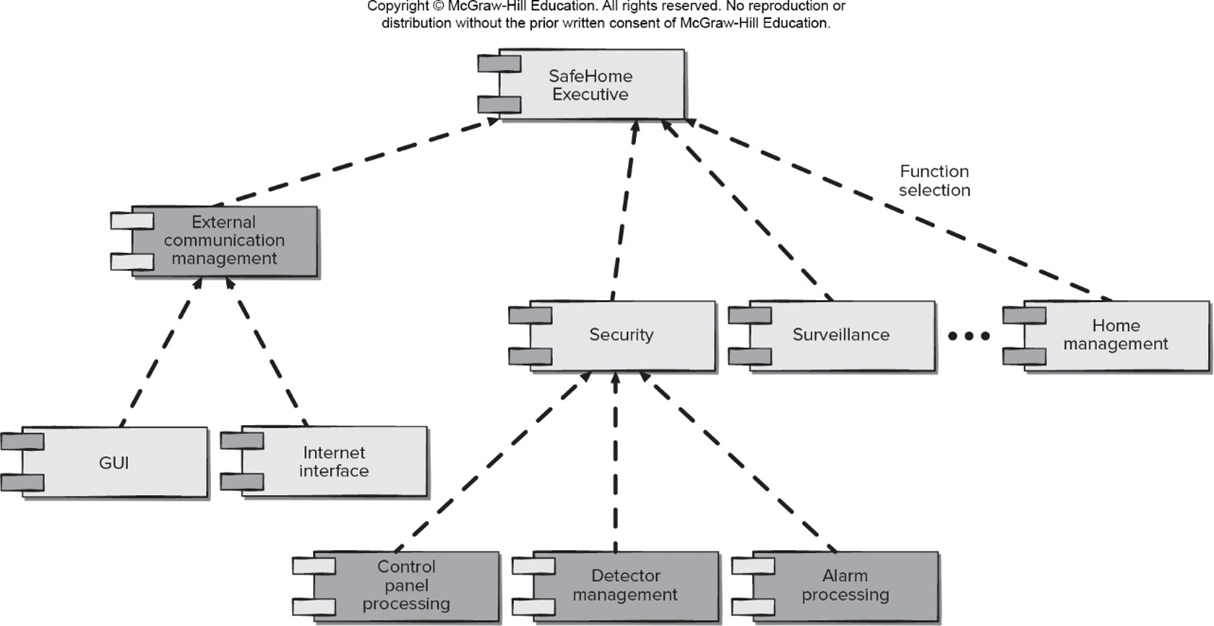 Copyright © McGraw-Hill Education. All rights reserved. No reproduction or
distribution without the prior written consent of McGraw-Hill Education.
SafeHome
Executive
Function
selection
External
communication
management
Security
Surveillance
Home
management
GUI
Internet
interface
Control
panel
processing
Detector
management
Alarm
processing